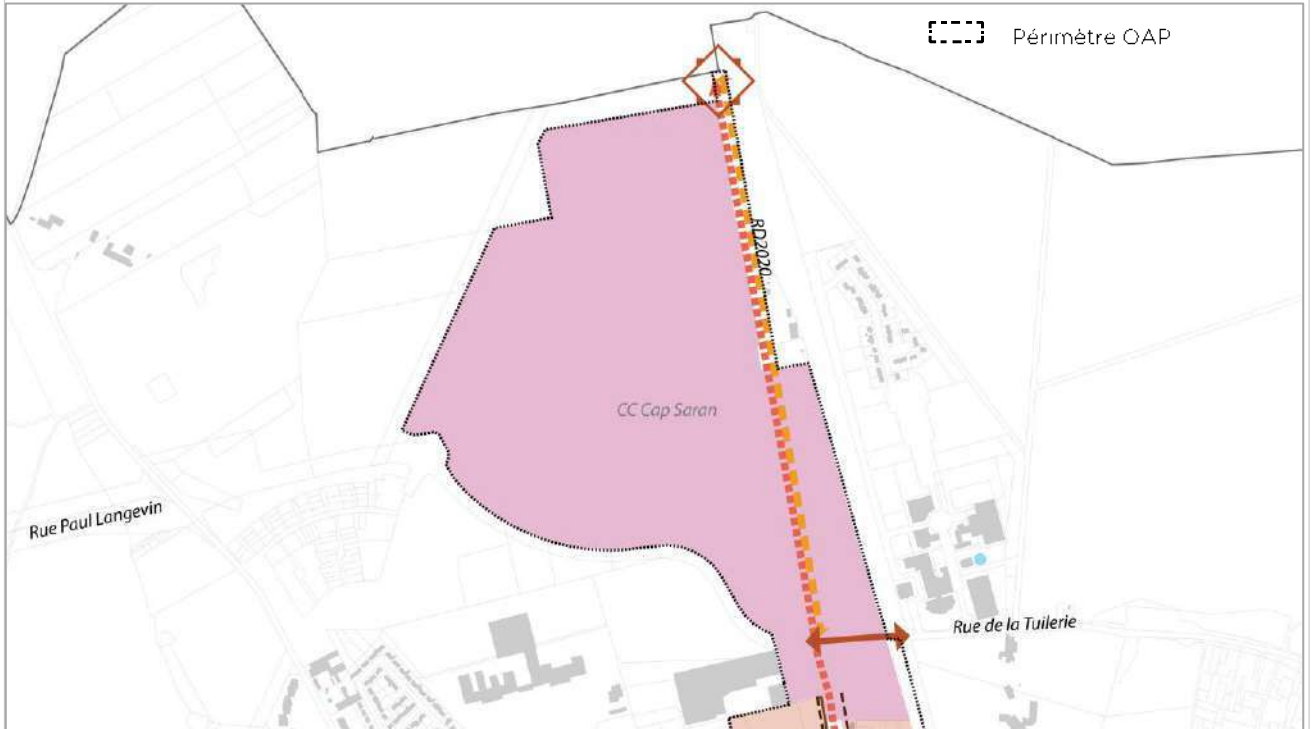 Périmètre OAP
RD2020
CC Cap Saran
Rue Paul Langevin
Rue de la Tuilerie